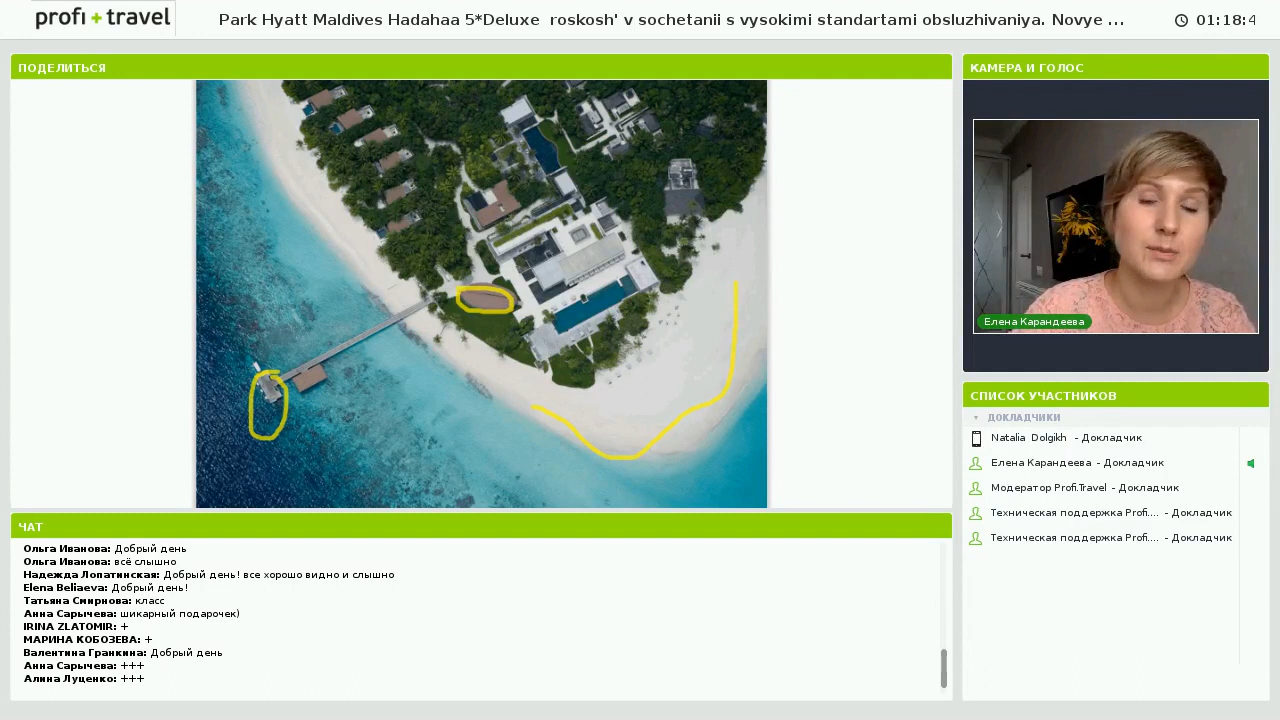 profi + travel
Park Hyatt Maldives Hadahaa 5*Deluxe roskosh' v sochetanii s vysokimi standartami obsluzhivaniya. Novye ...
01:18:4
ПОДЕЛИТЬСЯ
КАМЕРА И ГОЛОС
Елена Карандеева
СПИСОК УЧАСТНИКОВ
ДОКЛАДЧИКИ
Natalia Dolgikh - Докладчик
Елена Карандеева - Докладчик
Модератор Profi.Travel - Докладчик
Техническая поддержка Profi.... - Докладчик
Техническая поддержка Profi.... - Докладчик
ЧАТ
Ольга Иванова: Добрый день
Ольга Иванова: всё слышно
Надежда Лопатинская: Добрый день! все хорошо видно и слышно
Elena Beliaeva: Добрый день!
Татьяна Смирнова: класс
Анна Сарычева: шикарный подарочек)
IRINA ZLATOMIR: +
МАРИНА КОБОЗЕВА: +
Валентина Гранкина: Добрый день
Анна Сарычева: +++
Алина Луценко: +++